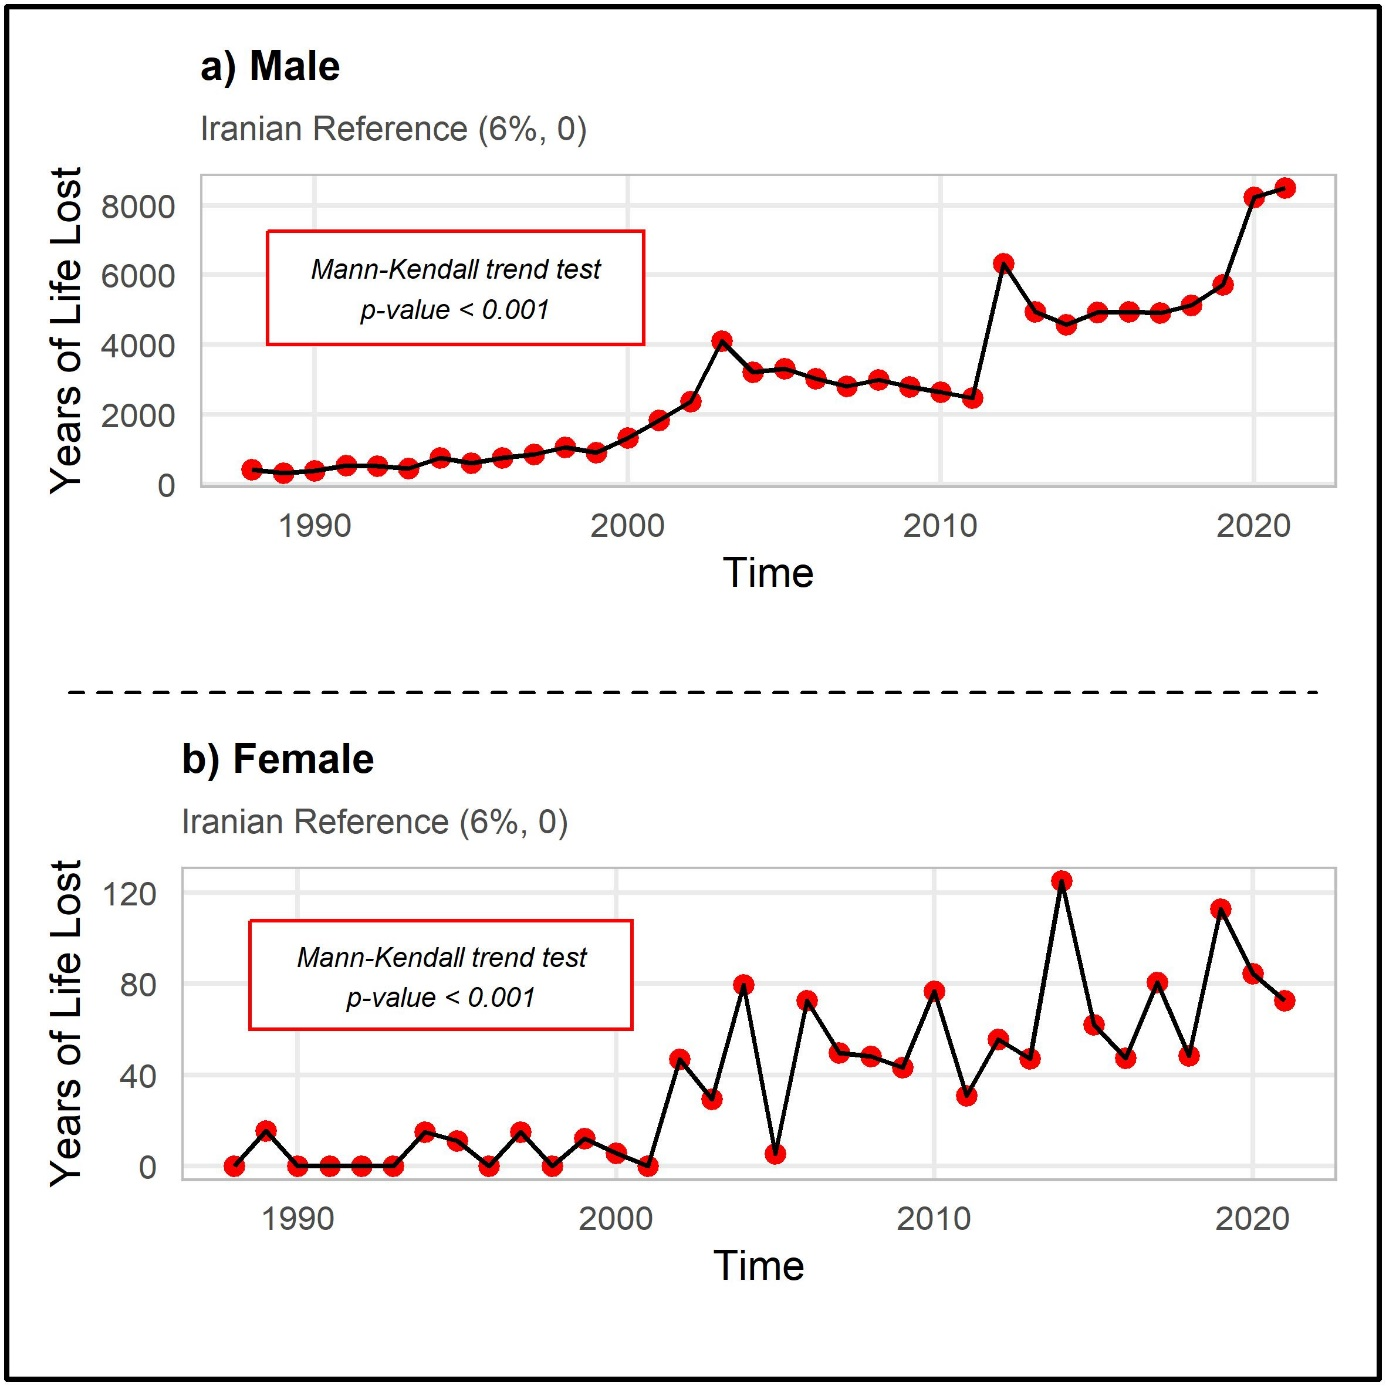 a) Male
Iranian Reference (6%, 0)
Years of Life Lost
8000
6000
4000
2000
0
Mann-Kendall trend test
p-value < 0.001
1990 2000 2010 2020
Time
b) Female
Iranian Reference (6%, 0)
Years of Life Lost
120
80
40
0
Mann-Kendall trend test
p-value < 0.001
1990 2000 2010 2020
Time